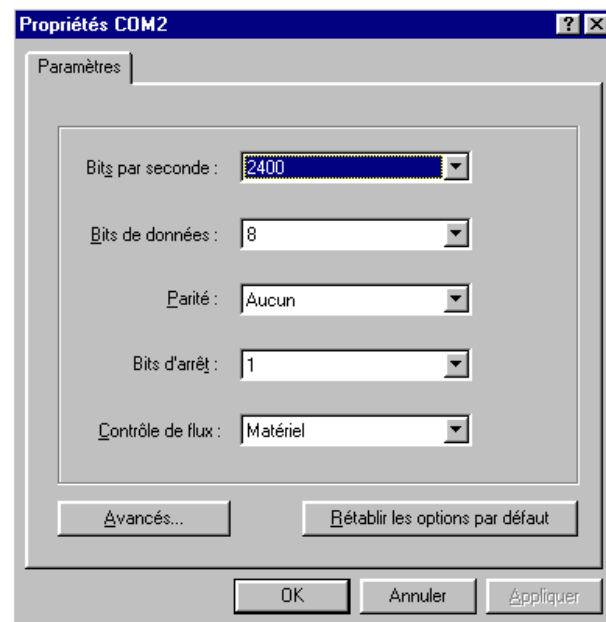 Propriétés COM2
Paramètres
Bits par seconde : 2400
Bits de données : 8
Parité : Aucun
Bits d'arrêt : 1
Contrôle de flux : Matériel
Avancés... Rétablir les options par défaut
OK Annuler Appliquer